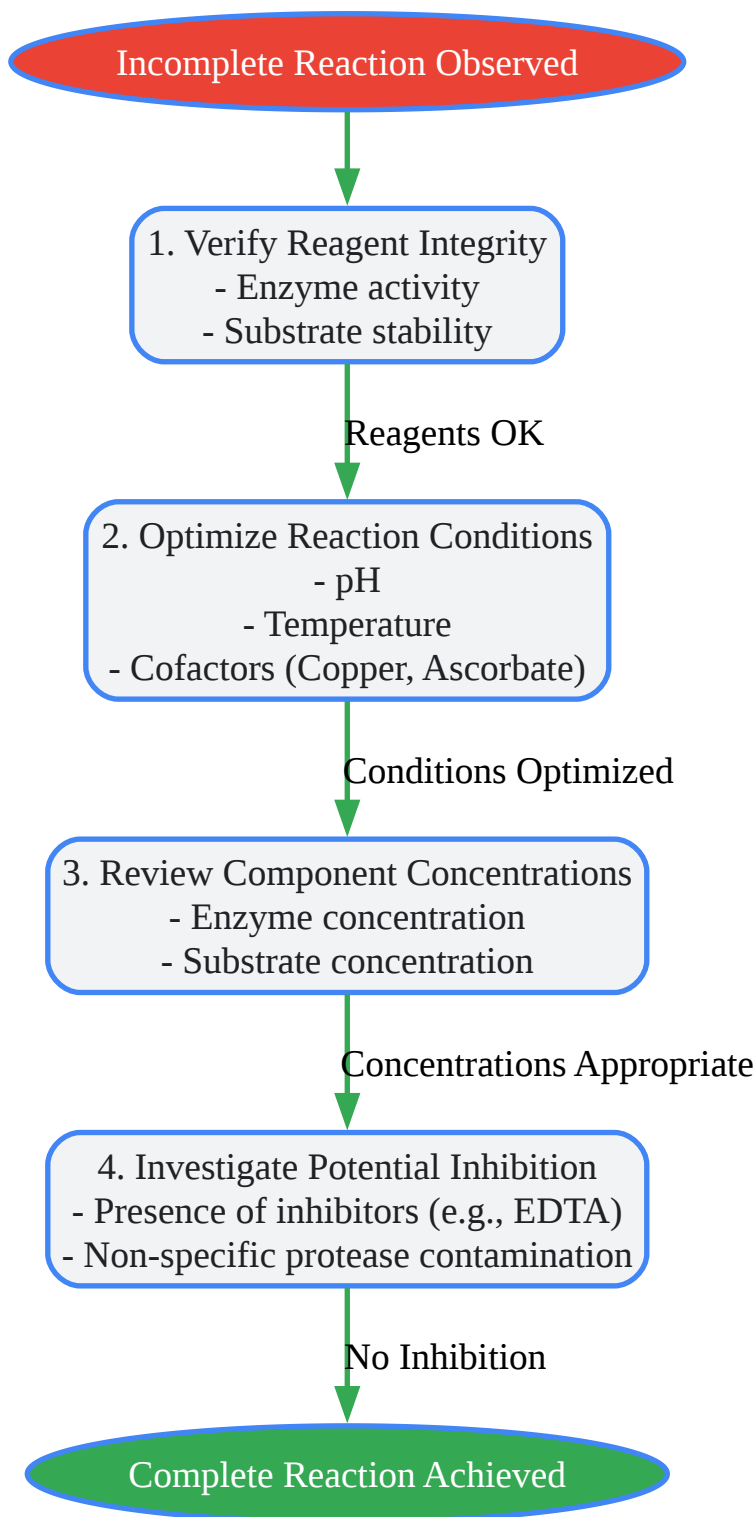 Incomplete Reaction Observed
1. Verify Reagent Integrity
- Enzyme activity
- Substrate stability
Reagents OK
2. Optimize Reaction Conditions
- pH
- Temperature
- Cofactors (Copper, Ascorbate)
Conditions Optimized
3. Review Component Concentrations
- Enzyme concentration
- Substrate concentration
Concentrations Appropriate
4. Investigate Potential Inhibition
- Presence of inhibitors (e.g., EDTA)
- Non-specific protease contamination
No Inhibition
Complete Reaction Achieved